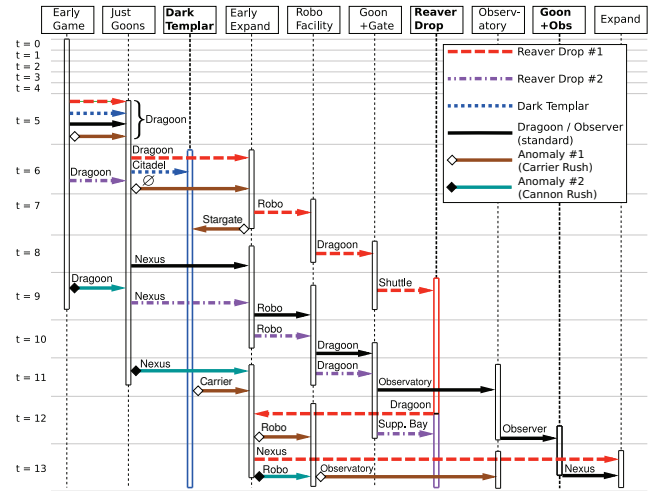 Early Game
Just Goons
Dark Templar
Early Expand
Robo Facility
Goon +Gate
Reaver Drop
Observ-atory
Goon +Obs
Expand
t = 0
t = 1
t = 2
t = 3
t = 4
t = 5
t = 6
t = 7
t = 8
t = 9
t = 10
t = 11
t = 12
t = 13
Reaver Drop #1
Reaver Drop #2
Dark Templar
Dragoon / Observer
(standard)
Anomaly #1
(Carrier Rush)
Anomaly #2
(Cannon Rush)
Dragoon
Dragoon
Citadel
Dragoon
∅
Robo
Stargate
Dragoon
Nexus
Dragoon
Shuttle
Nexus
Robo
Robo
Dragoon
Nexus
Dragoon
Carrier
Observatory
Dragoon
Robo
Supp. Bay
Observer
Nexus
Robo
Observatory
Nexus